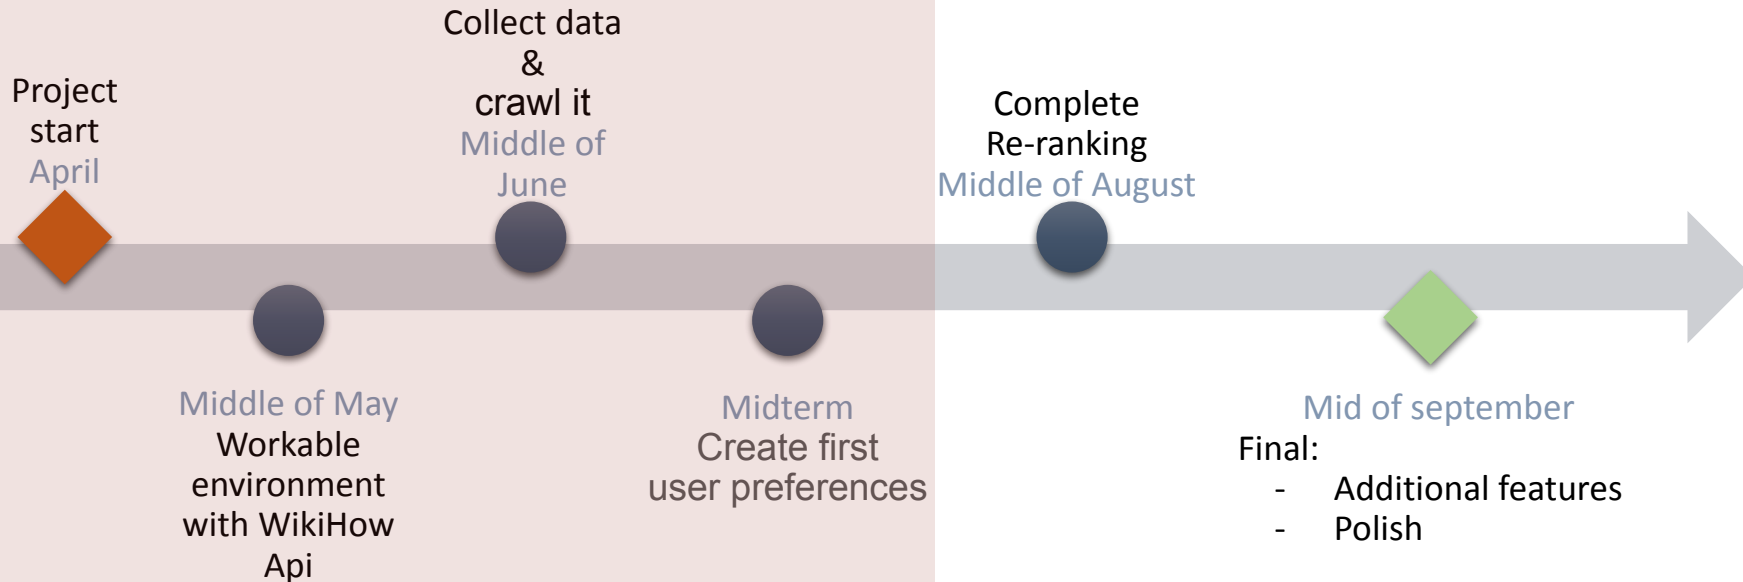 Project
start
April
Middle of May
Workable
environment
with WikiHow
Api
Collect data
&
crawl it
Middle of
June
Midterm
Create first
user preferences
Complete
Re-ranking
Middle of August
Mid of september
Final:
- Additional features
- Polish